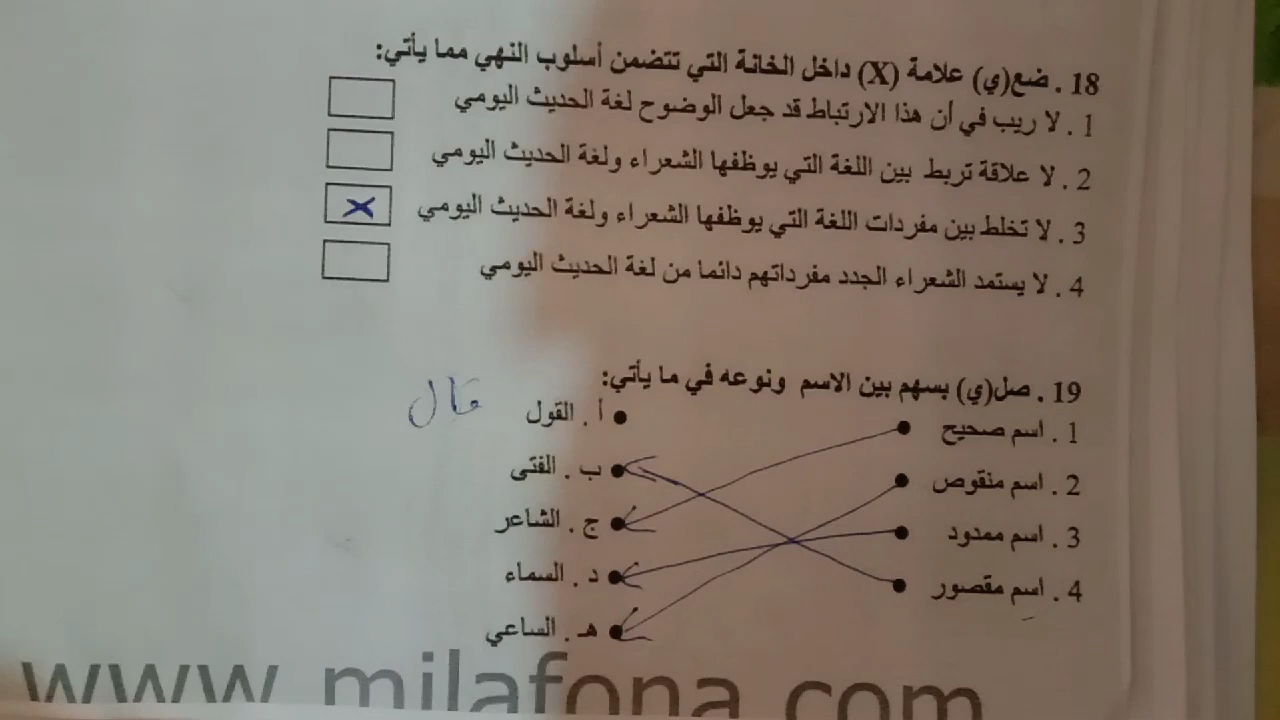 18 . ضع(ي) علامة (X) داخل الخانة التي تتضمن أسلوب النهي مما يأتي:
1 . لا ريب في أن هذا الارتباط قد جعل الوضوح لغة الحديث اليومي
2 . لا علاقة تربط بين اللغة التي يوظفها الشعراء ولغة الحديث اليومي
3 . لا تخلط بين مفردات اللغة التي يوظفها الشعراء ولغة الحديث اليومي X
4 . لا يستمد الشعراء الجدد مفرداتهم دائما من لغة الحديث اليومي
19 . صل(ي) بسهم بين الاسم ونوعه في ما يأتي:
1 . اسم صحيح
2 . اسم منقوص
3 . اسم ممدود
4 . اسم مقصور
أ . القول قال
ب . الفتى
ج . الشاعر
د . السماء
هـ . الساعي
www.milafona.com